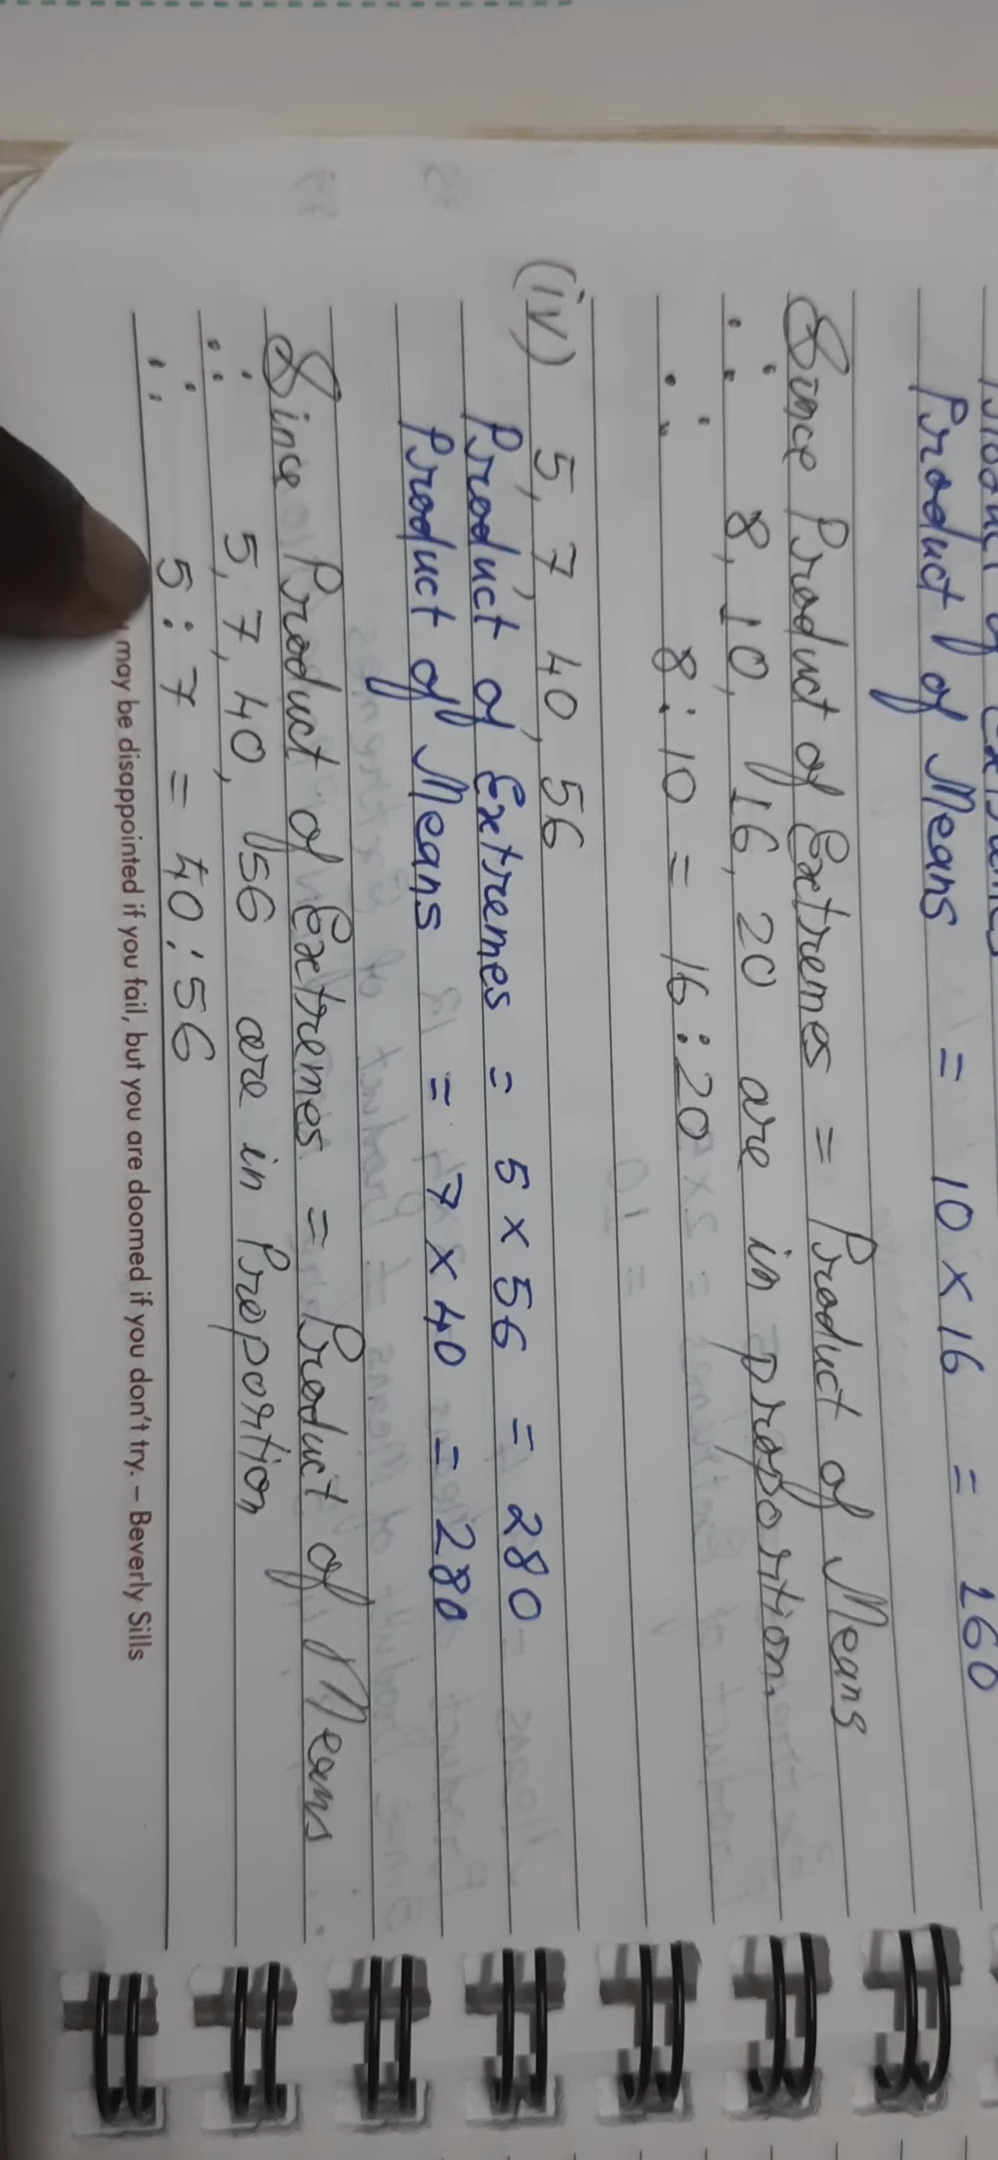 Product of Means = 10 × 16 = 160
Since Product of Extremes = Product of Means
∴ 8, 10, 16, 20 are in proportion.
∴ 8 : 10 = 16 : 20
(iv) 5, 7, 40, 56
Product of Extremes = 5 × 56 = 280
Product of Means = 7 × 40 = 280
Since Product of Extremes = Product of Means
∴ 5, 7, 40, 56 are in Proportion
∴ 5 : 7 = 40 : 56
may be disappointed if you fail, but you are doomed if you don't try. – Beverly Sills